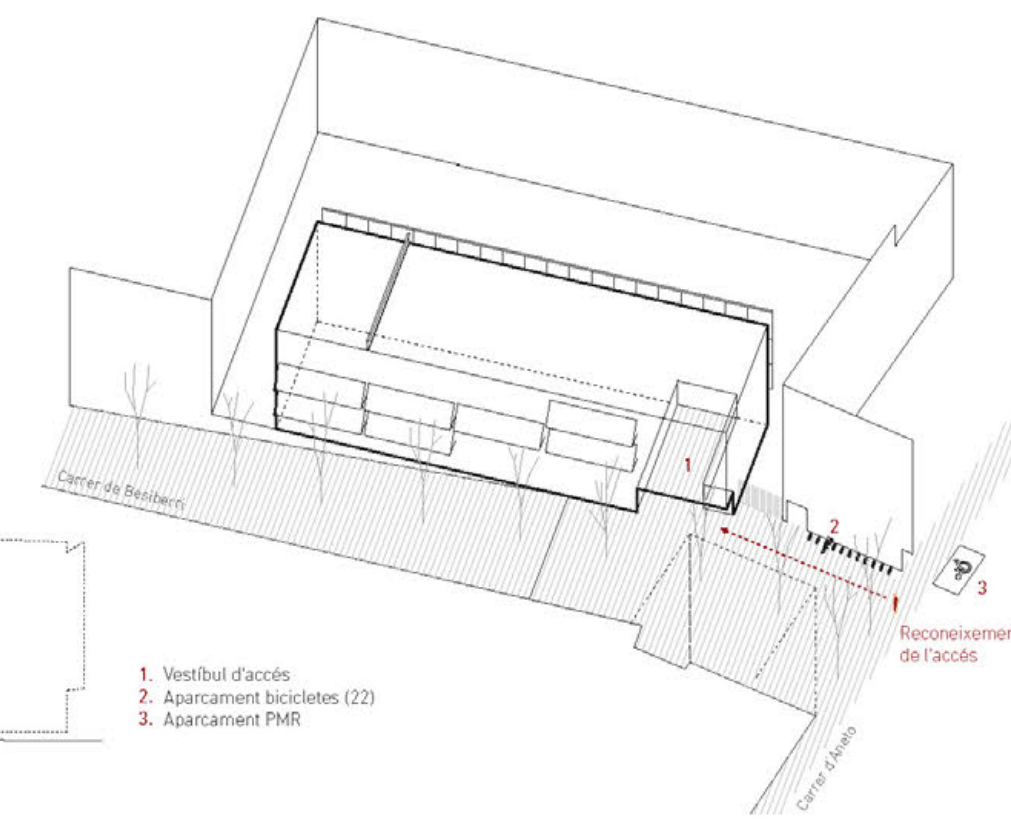 Carrer de Besiberri
1
2
3
Reconeixemen
de l'accés
1. Vestíbul d'accés
2. Aparcament bicicletes (22)
3. Aparcament PMR
Carrer d'Aneto